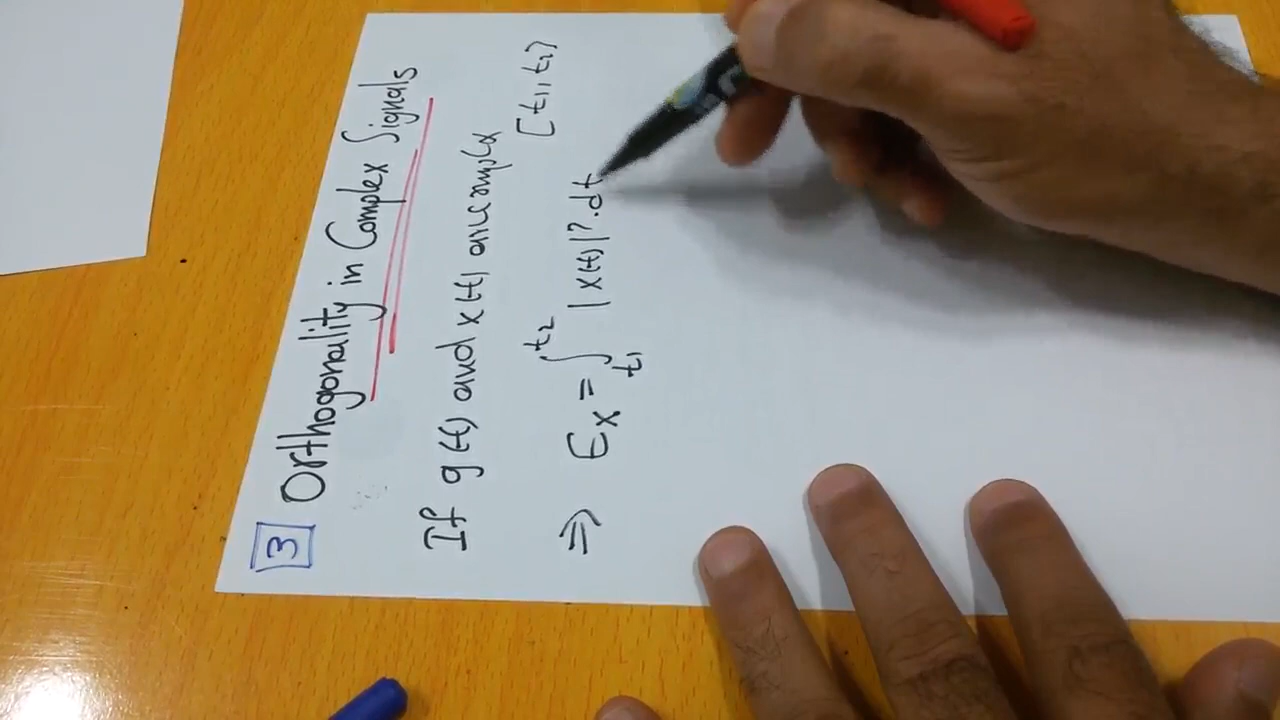 3 Orthogonality in Complex Signals
If g(t) and x(t) are complex [t1, t2]
⇒ Ex = ∫t1t2 |x(t)|².dt